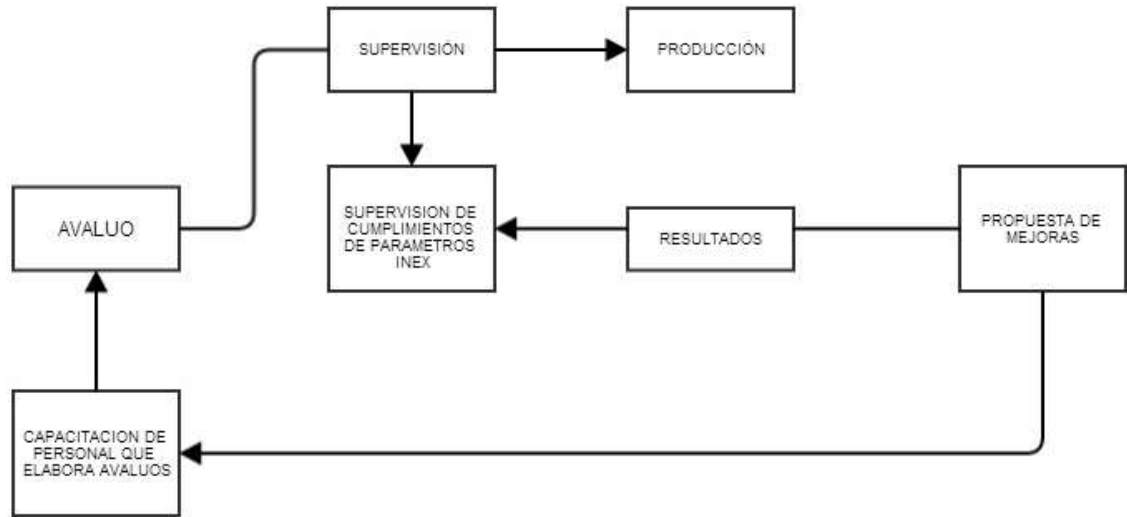 SUPERVISIÓN
PRODUCCIÓN
AVALUO
SUPERVISION DE
CUMPLIMIENTOS
DE PARAMETROS
INEX
RESULTADOS
PROPUESTA DE
MEJORAS
CAPACITACION DE
PERSONAL QUE
ELABORA AVALUOS